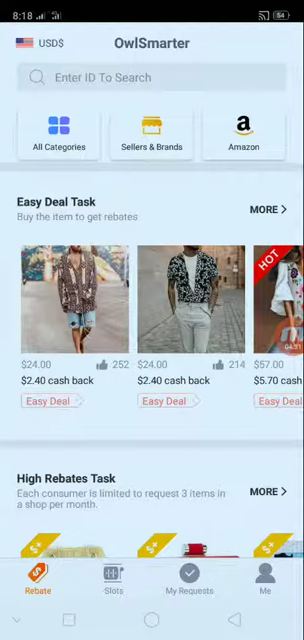 8:18
54
USD$
OwlSmarter
Enter ID To Search
a
All Categories
Sellers & Brands
Amazon
Easy Deal Task
Buy the item to get rebates
MORE
HOT
$24.00
252
$24.00
214
$57.00
$2.40 cash back
$2.40 cash back
$5.70 cash
Easy Deal
Easy Deal
Easy Deal
04:31
High Rebates Task
Each consumer is limited to request 3 items in
a shop per month.
MORE
$+
$+
$+
Rebate
Slots
My Requests
Me